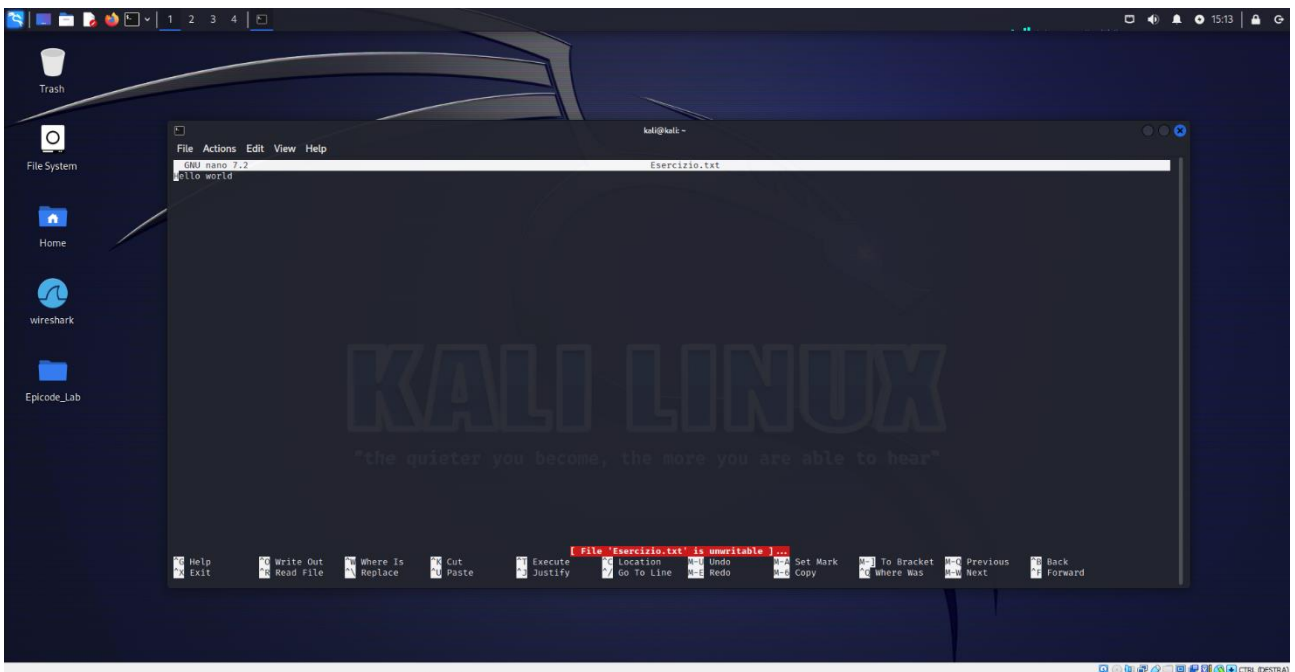 1 2 3 4
15:13
Trash
File System
Home
wireshark
Epicode_Lab
kali@kali: ~
File Actions Edit View Help
GNU nano 7.2 Esercizio.txt
Hello world
KALI LINUX
"the quieter you become, the more you are able to hear"
[ File 'Esercizio.txt' is unwritable ]...
^G Help ^O Write Out ^W Where Is ^K Cut ^T Execute ^C Location M-U Undo M-A Set Mark M-] To Bracket M-Q Previous ^B Back
^X Exit ^R Read File ^\ Replace ^U Paste ^J Justify ^/ Go To Line M-E Redo M-6 Copy ^Q Where Was M-W Next ^F Forward
CTRL (DESTRA)